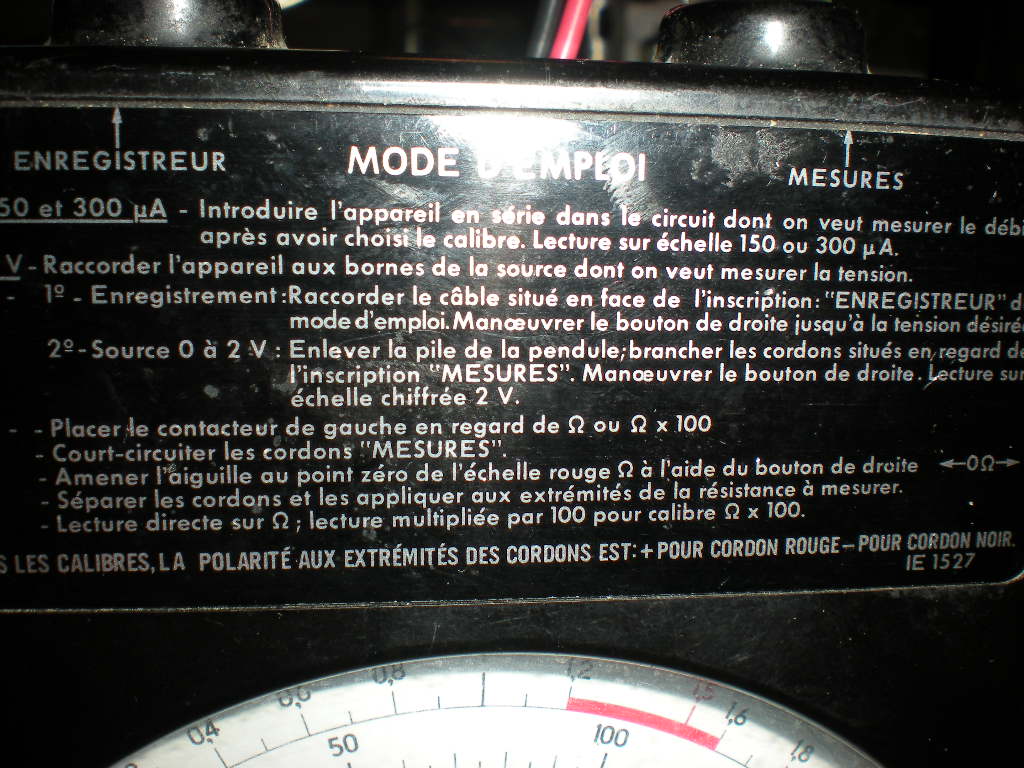 ENREGISTREUR MODE D'EMPLOI MESURES
50 et 300 µA - Introduire l'appareil en série dans le circuit dont on veut mesurer le débi
après avoir choisi le calibre. Lecture sur échelle 150 ou 300 µA.
V - Raccorder l'appareil aux bornes de la source dont on veut mesurer la tension.
- 1º - Enregistrement: Raccorder le câble situé en face de l'inscription: "ENREGISTREUR" d
mode d'emploi. Manœuvrer le bouton de droite jusqu'à la tension désirée
2º - Source 0 à 2 V : Enlever la pile de la pendule; brancher les cordons situés en regard de
l'inscription "MESURES". Manœuvrer le bouton de droite. Lecture sur
échelle chiffrée 2 V.
- - Placer le contacteur de gauche en regard de Ω ou Ω x 100
- Court-circuiter les cordons "MESURES".
- Amener l'aiguille au point zéro de l'échelle rouge Ω à l'aide du bouton de droite ←0Ω→
- Séparer les cordons et les appliquer aux extrémités de la résistance à mesurer.
- Lecture directe sur Ω ; lecture multipliée par 100 pour calibre Ω x 100.
S LES CALIBRES, LA POLARITÉ AUX EXTRÉMITÉS DES CORDONS EST: + POUR CORDON ROUGE - POUR CORDON NOIR.
IE 1527
0,4 0,8 1,2 1,5 1,6 1,8
50 100